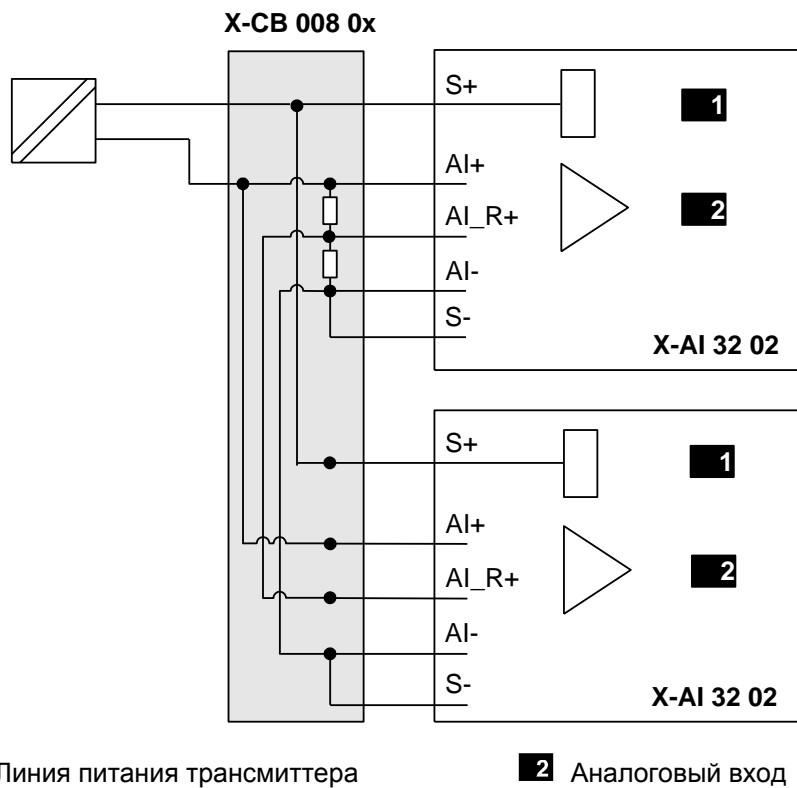 X-CB 008 0x
S+
1
AI+
2
AI_R+
AI-
S-
X-AI 32 02
S+
1
AI+
2
AI_R+
AI-
S-
X-AI 32 02
Линия питания трансмиттера
2 Аналоговый вход